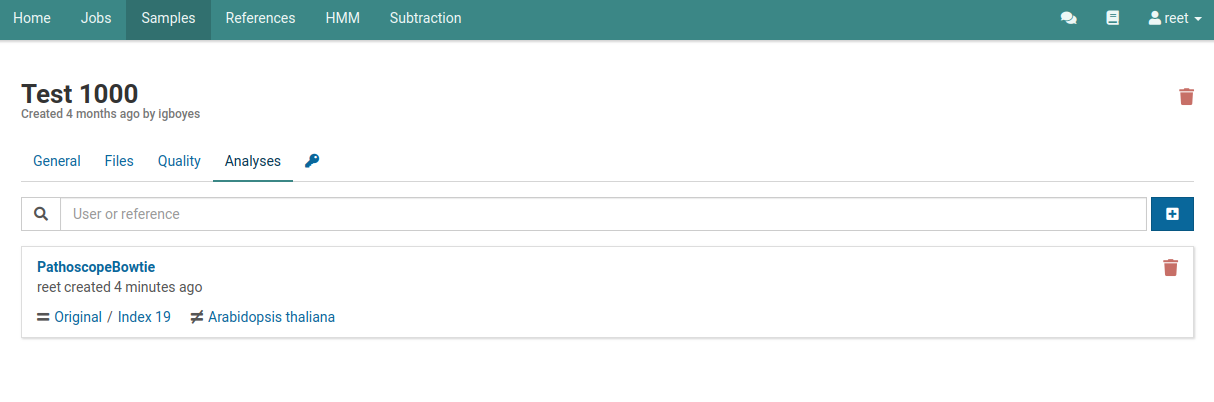 Home Jobs Samples References HMM Subtraction reet
Test 1000
Created 4 months ago by igboyes
General Files Quality Analyses
User or reference
PathoscopeBowtie
reet created 4 minutes ago
Original / Index 19 Arabidopsis thaliana